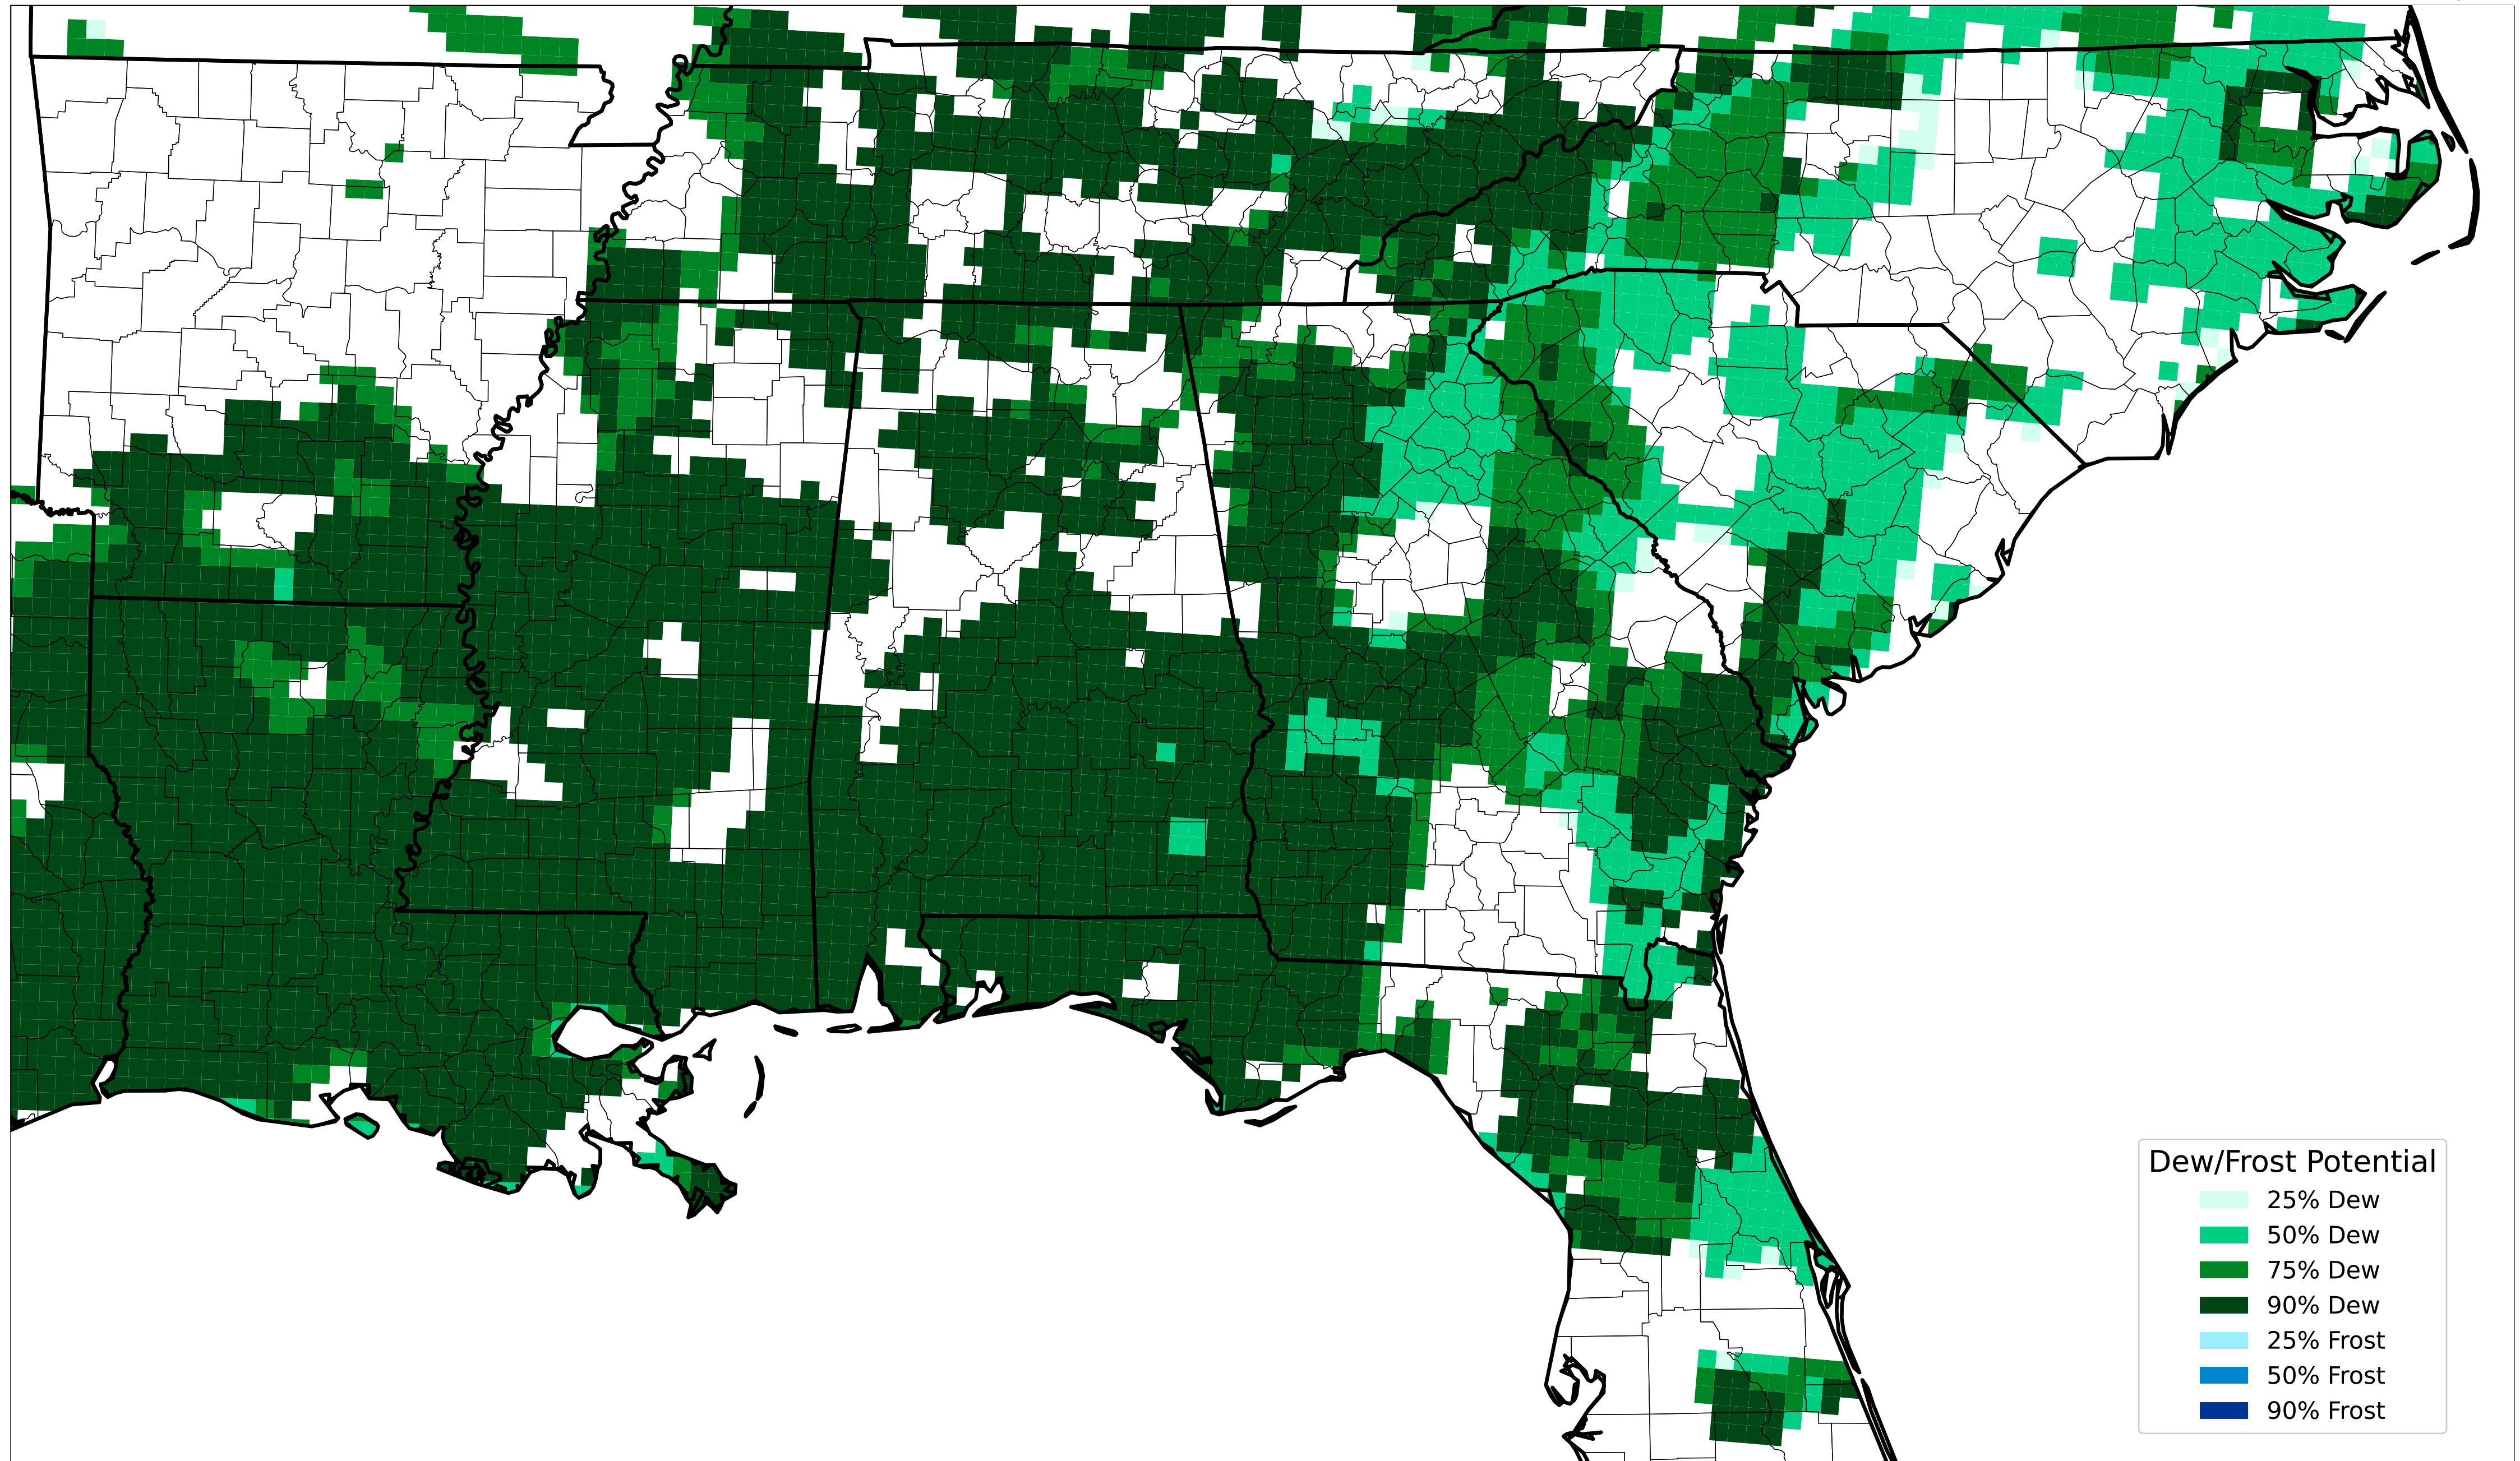 Dew/Frost Potential
25% Dew
50% Dew
75% Dew
90% Dew
25% Frost
50% Frost
90% Frost